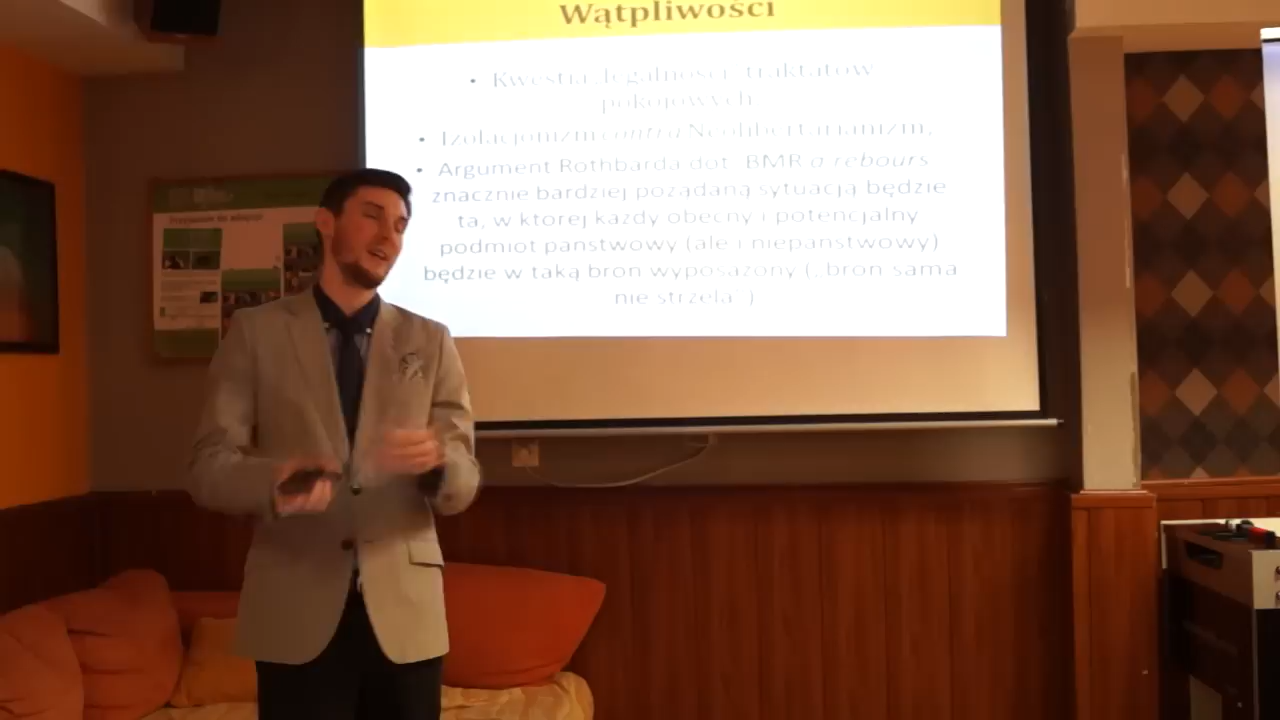 Wątpliwości
• Kwestia „legalności” traktatów
pokojowych
• Izolacjonizm contra Neolibertarianizm,
• Argument Rothbarda dot. BMR a rebours
znacznie bardziej pożądaną sytuacją będzie
ta, w której każdy obecny i potencjalny
podmiot państwowy (ale i niepaństwowy)
będzie w taką broń wyposażony („broń sama
nie strzela”)